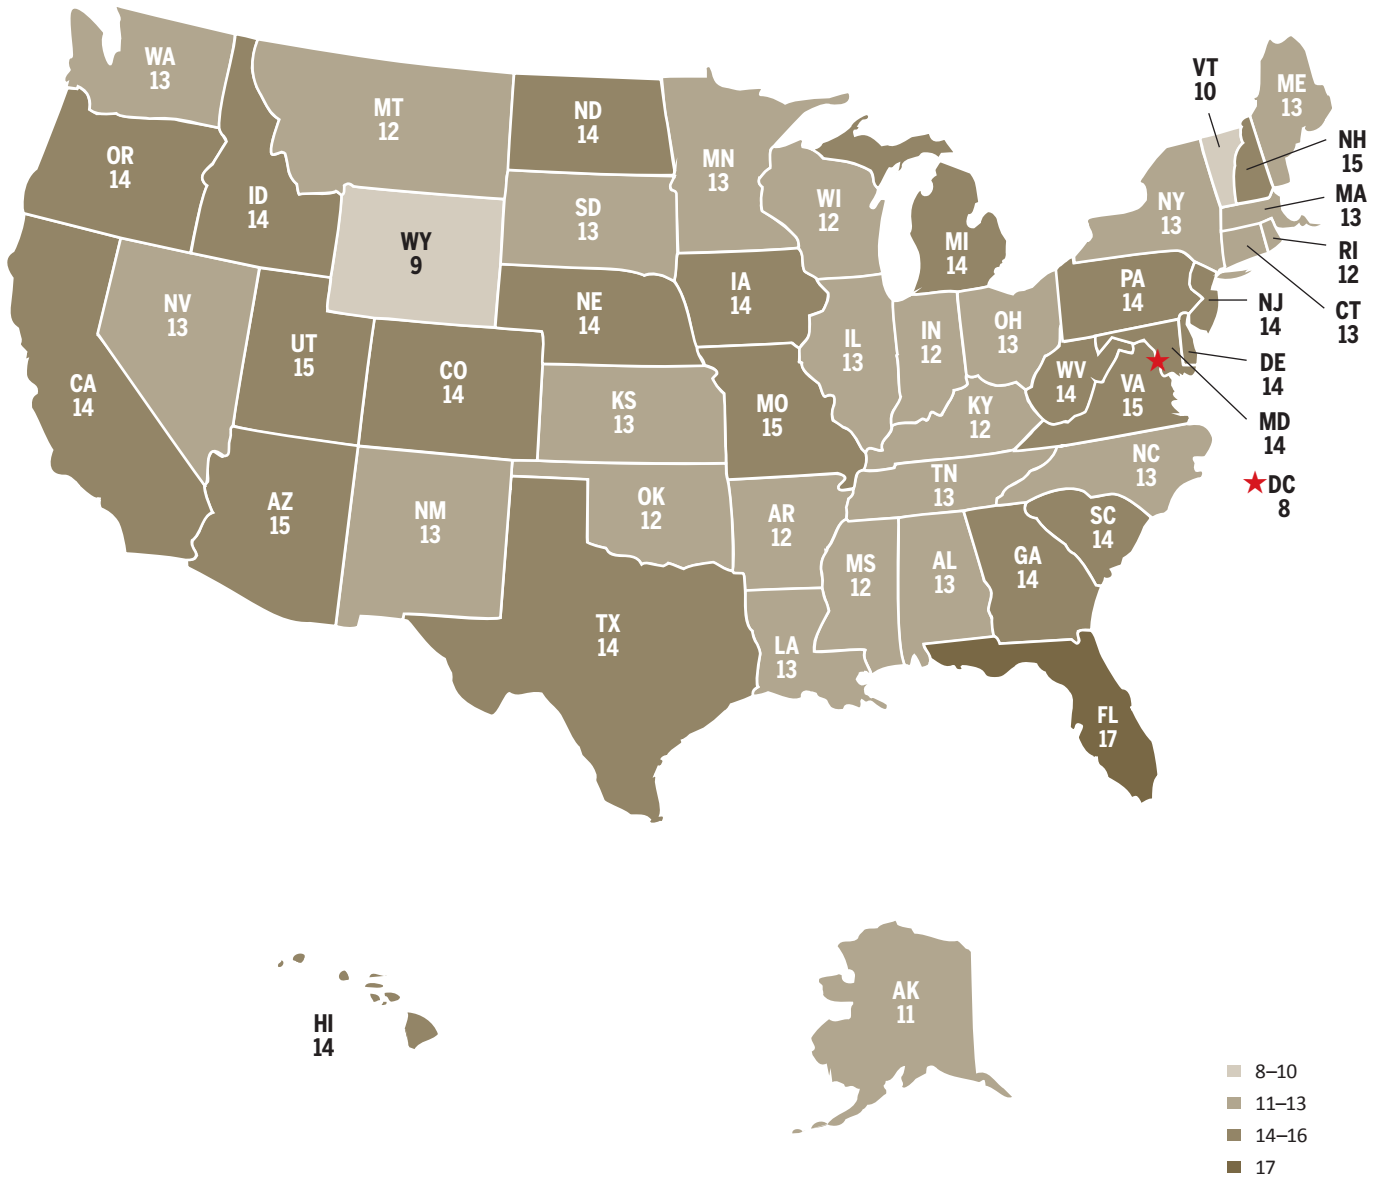 WA
13
MT
12
ND
14
MN
13
VT
10
ME
13
NH
15
MA
13
RI
12
CT
13
OR
14
ID
14
WY
9
SD
13
WI
12
MI
14
NY
13
PA
14
NJ
14
DE
14
MD
14
DC
8
NV
13
UT
15
CO
14
NE
14
IA
14
IL
13
IN
12
OH
13
WV
14
VA
15
CA
14
KS
13
MO
15
KY
12
NC
13
TN
13
AZ
15
NM
13
OK
12
AR
12
SC
14
MS
12
AL
13
GA
14
TX
14
LA
13
FL
17
HI
14
AK
11
8–10
11–13
14–16
17